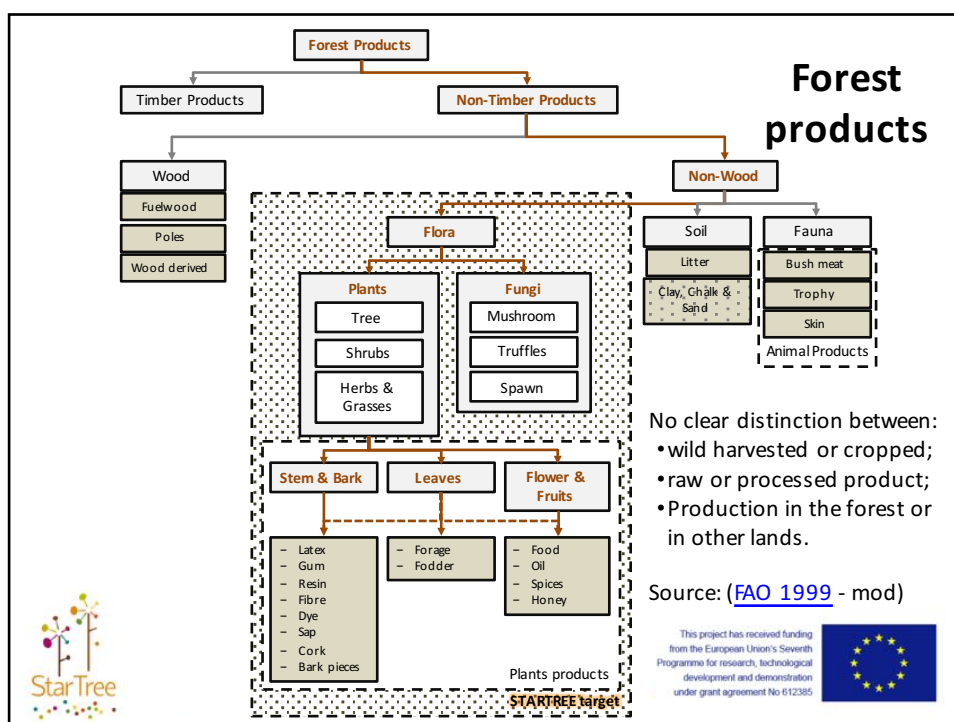 Forest Products
Forest
products
Timber Products
Non-Timber Products
Wood
Fuelwood
Poles
Wood derived
Non-Wood
Flora
Soil
Litter
Clay, Chalk &
Sand
Fauna
Bush meat
Trophy
Skin
Animal Products
Plants
Tree
Shrubs
Herbs &
Grasses
Fungi
Mushroom
Truffles
Spawn
No clear distinction between:
•wild harvested or cropped;
•raw or processed product;
•Production in the forest or
in other lands.
Stem & Bark
Leaves
Flower &
Fruits
– Latex
– Gum
– Resin
– Fibre
– Dye
– Sap
– Cork
– Bark pieces
– Forage
– Fodder
– Food
– Oil
– Spices
– Honey
Plants products
STARTREE target
Source: (FAO 1999 - mod)
StarTree
This project has received funding
from the European Union's Seventh
Programme for research, technological
development and demonstration
under grant agreement No 612385